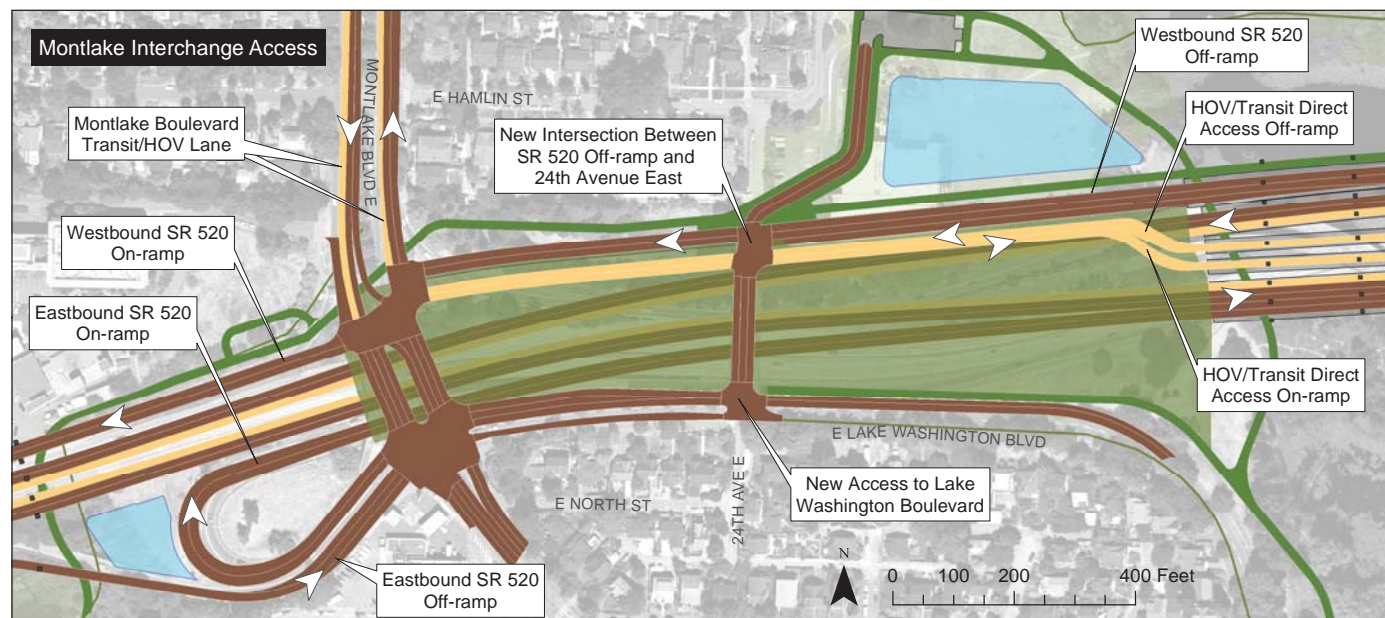 Montlake Interchange Access
MONTLAKE BLVD E
E HAMLIN ST
Westbound SR 520
Off-ramp
HOV/Transit Direct
Access Off-ramp
Montlake Boulevard
Transit/HOV Lane
New Intersection Between
SR 520 Off-ramp and
24th Avenue East
Westbound SR 520
On-ramp
Eastbound SR 520
On-ramp
HOV/Transit Direct
Access On-ramp
E LAKE WASHINGTON BLVD
New Access to Lake
Washington Boulevard
E NORTH ST
24TH AVE E
Eastbound SR 520
Off-ramp
N
0 100 200 400 Feet